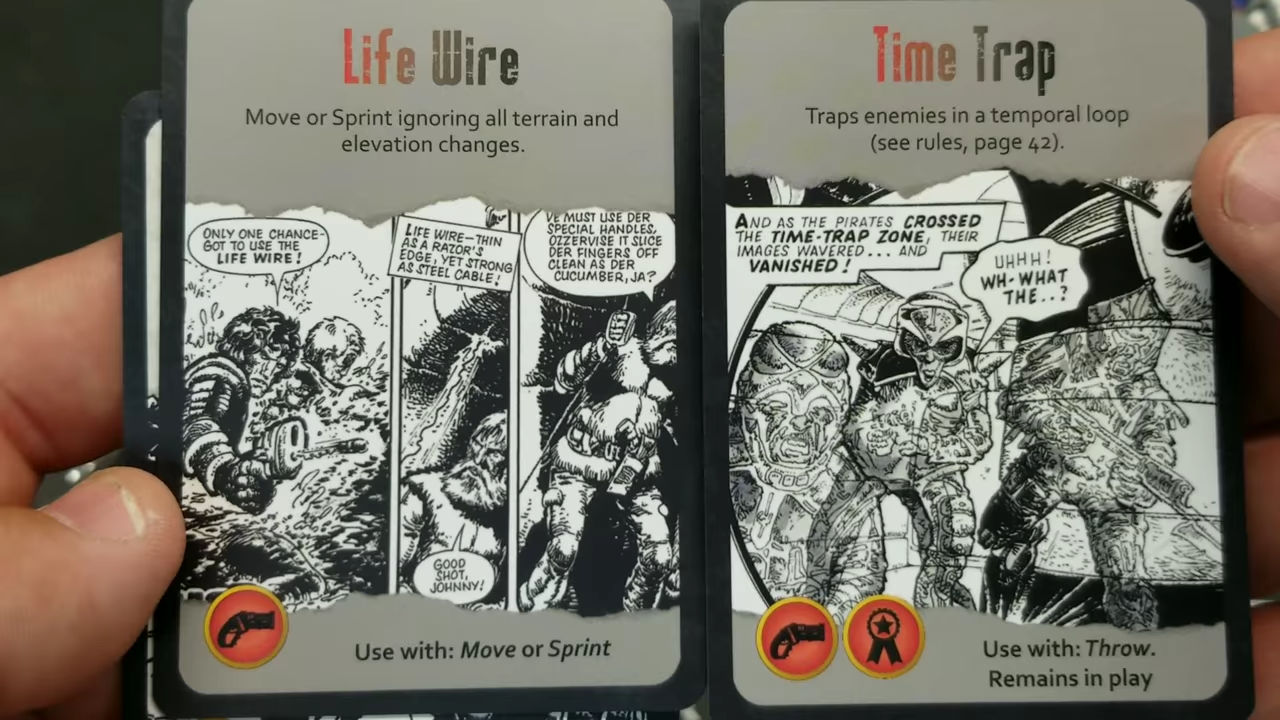 Life Wire
Move or Sprint ignoring all terrain and
elevation changes.
ONLY ONE CHANCE-
GOT TO USE THE
LIFE WIRE!
LIFE WIRE—THIN
AS A RAZOR'S
EDGE, YET STRONG
AS STEEL CABLE!
GOOD
SHOT,
JOHNNY!
VE MUST USE DER
SPECIAL HANDLES,
OZZERVISE IT SLICE
DER FINGERS OFF
CLEAN AS DER
CUCUMBER, JA?
Use with: Move or Sprint
Time Trap
Traps enemies in a temporal loop
(see rules, page 42).
AND AS THE PIRATES CROSSED
THE TIME-TRAP ZONE, THEIR
IMAGES WAVERED... AND
VANISHED!
UHHH!
WH-WHAT
THE..?
Use with: Throw.
Remains in play